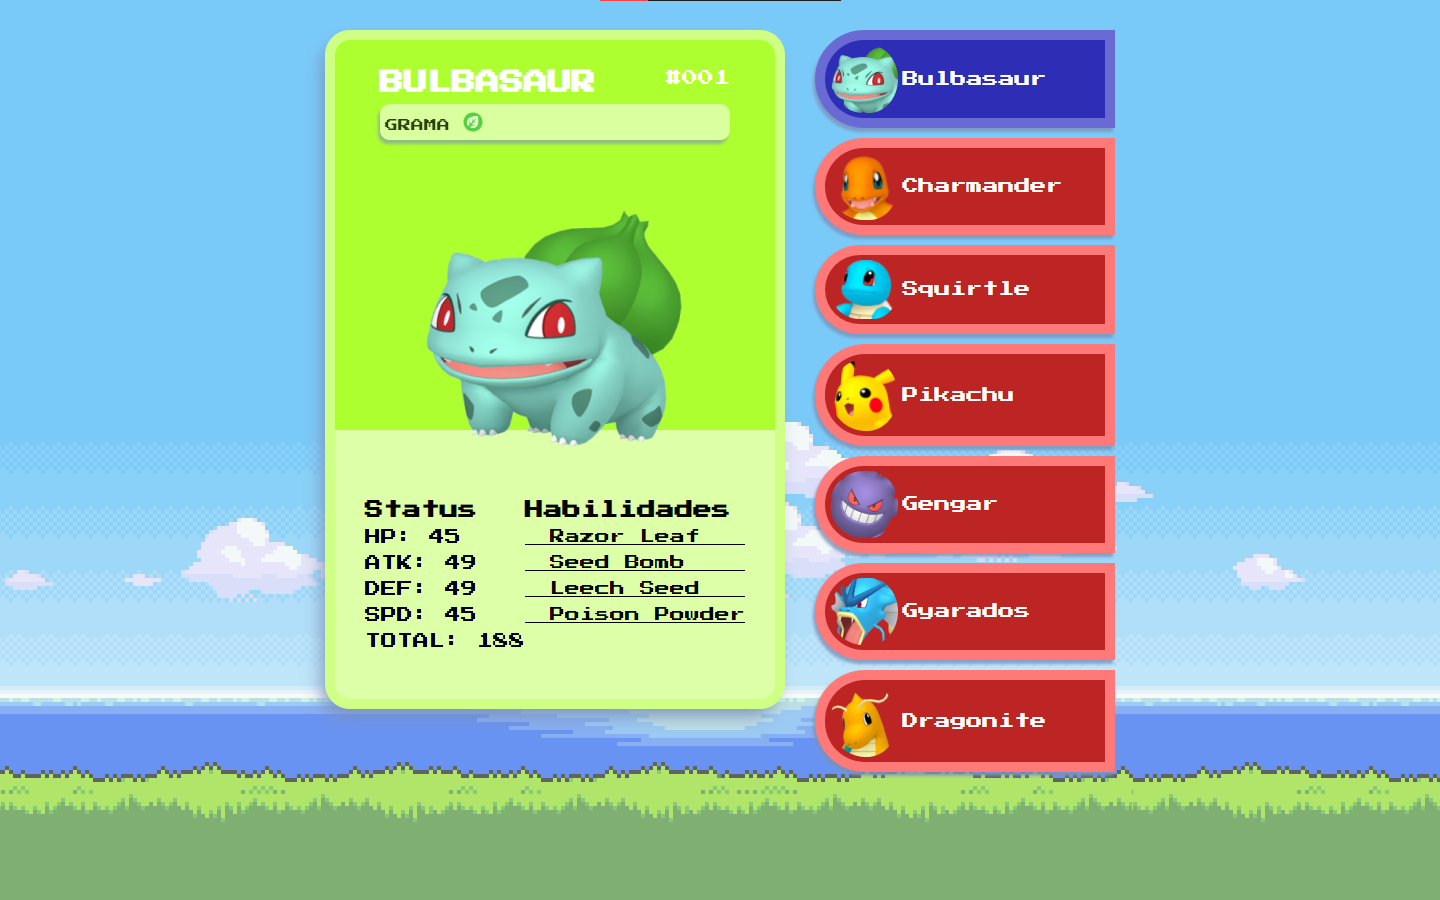 BULBASAUR #001
GRAMA
Status
HP: 45
ATK: 49
DEF: 49
SPD: 45
TOTAL: 188
Habilidades
Razor Leaf
Seed Bomb
Leech Seed
Poison Powder
Bulbasaur
Charmander
Squirtle
Pikachu
Gengar
Gyarados
Dragonite